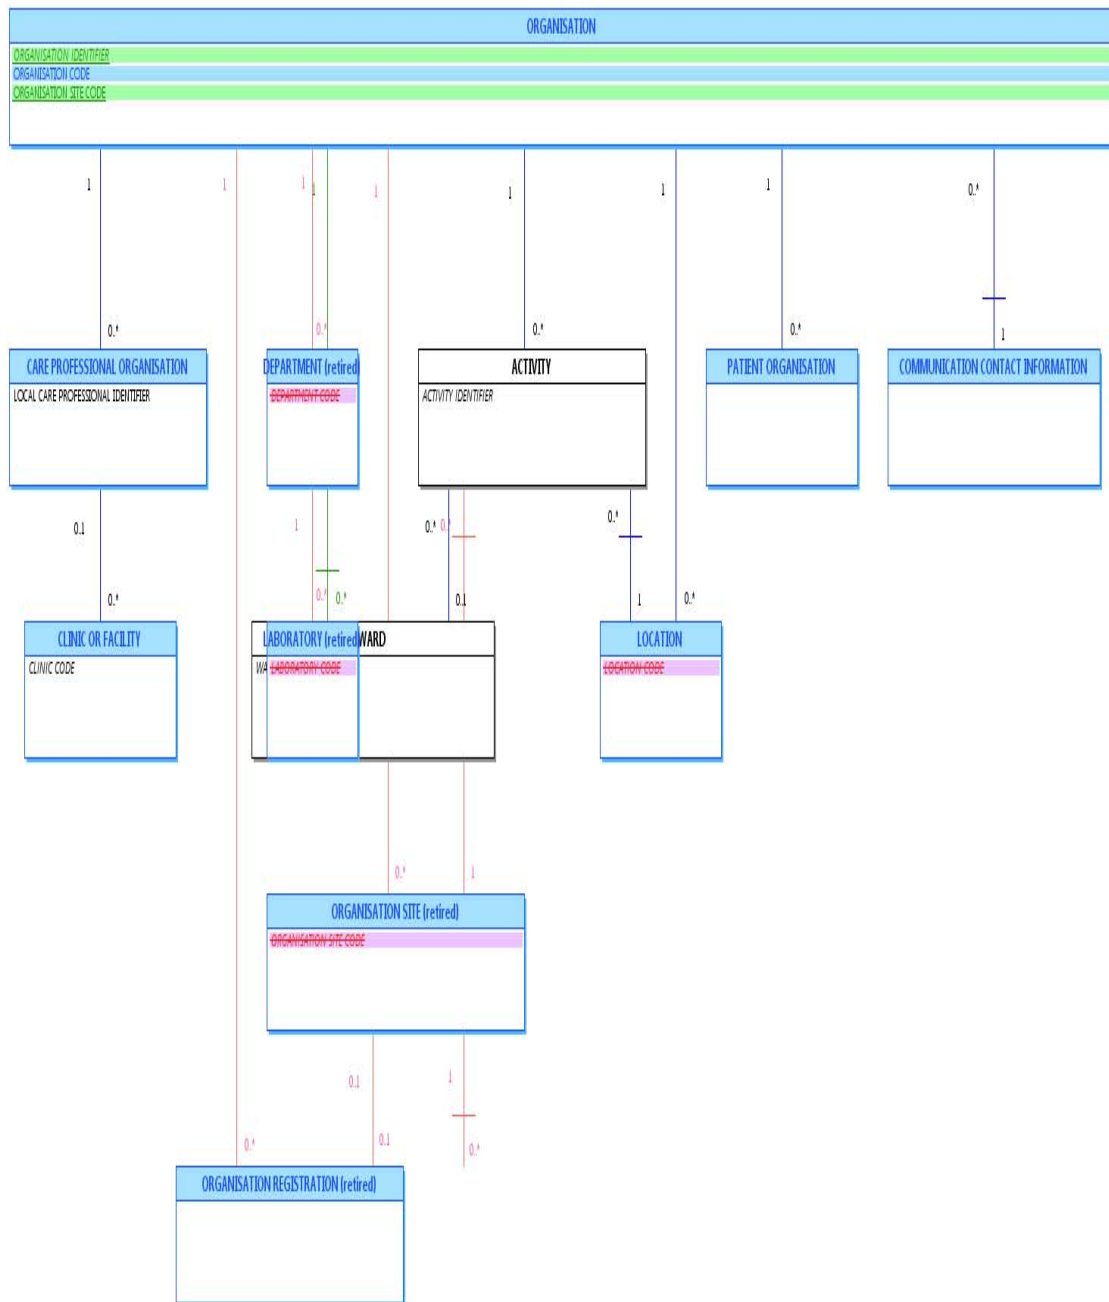 ORGANISATION
ORGANISATION IDENTIFIER
ORGANISATION CODE
ORGANISATION SITE CODE
1 1 1 1 1 1 1 1 0..*
0..* 0..* 0..* 0..* 1
CARE PROFESSIONAL ORGANISATION
LOCAL CARE PROFESSIONAL IDENTIFIER
DEPARTMENT (retired)
DEPARTMENT CODE
ACTIVITY
ACTIVITY IDENTIFIER
PATIENT ORGANISATION
COMMUNICATION CONTACT INFORMATION
0..1 1 0..* 0..* 0..*
0..* 0..* 0..* 0..1 1 0..*
CLINIC OR FACILITY
CLINIC CODE
LABORATORY (retired)
LABORATORY CODE
WARD
WA
LOCATION
LOCATION CODE
0..* 1
ORGANISATION SITE (retired)
ORGANISATION SITE CODE
0..1 1
0..* 0..1 0..*
ORGANISATION REGISTRATION (retired)